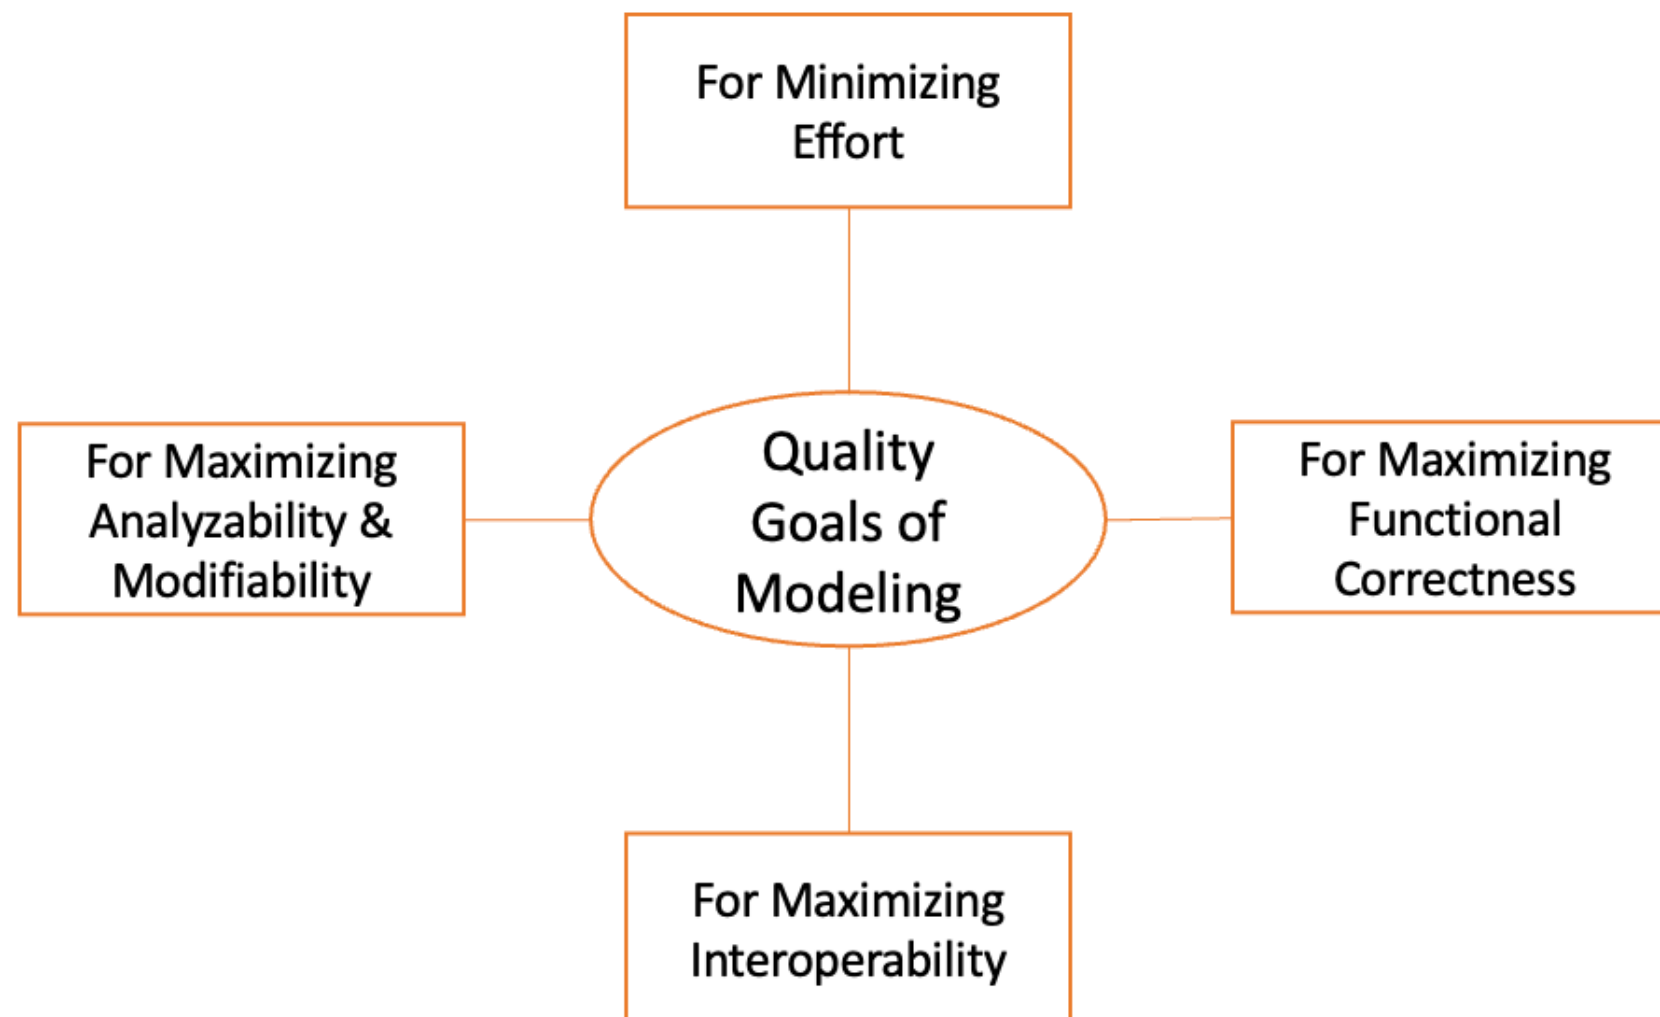 For Minimizing
Effort
For Maximizing
Analyzability &
Modifiability
Quality
Goals of
Modeling
For Maximizing
Functional
Correctness
For Maximizing
Interoperability